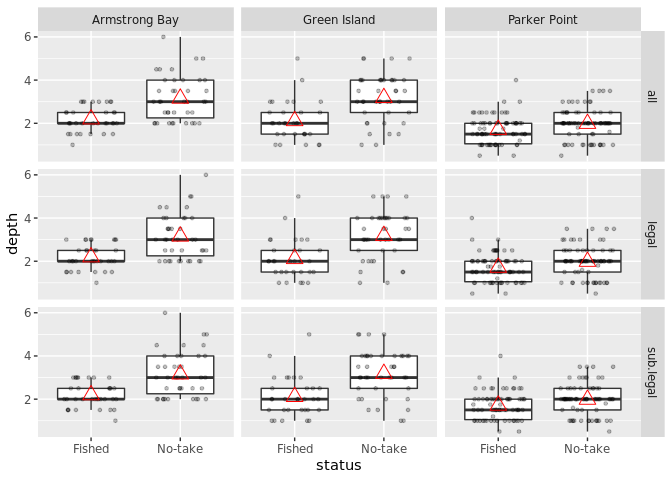 Armstrong Bay Green Island Parker Point
6
4
2
all
6
4
2
legal
6
4
2
sub.legal
depth
Fished No-take Fished No-take Fished No-take
status